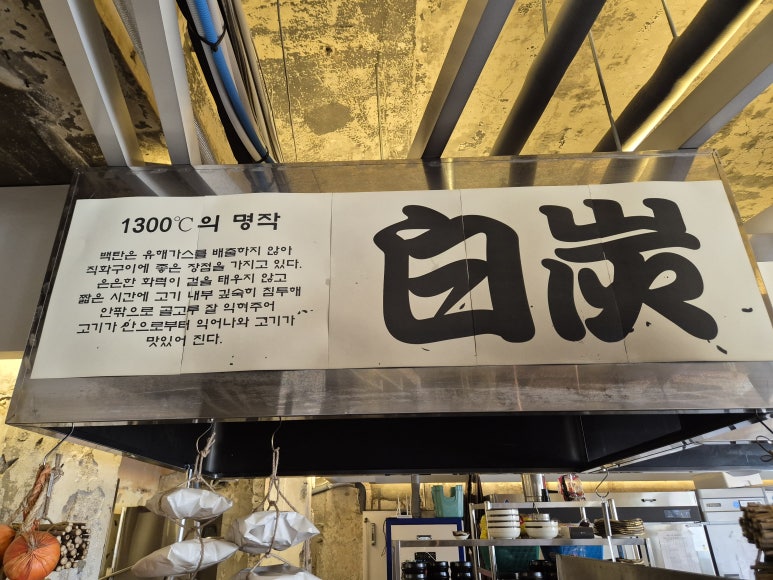 1300℃의 명작
백탄은 유해가스를 배출하지 않아
직화구이에 좋은 장점을 가지고 있다.
은은한 화력이 겉을 태우지 않고
짧은 시간에 고기 내부 깊숙히 침투해
안팎으로 골고루 잘 익혀주어
고기가 안으로부터 익어나와 고기가
맛있어 진다.
白炭